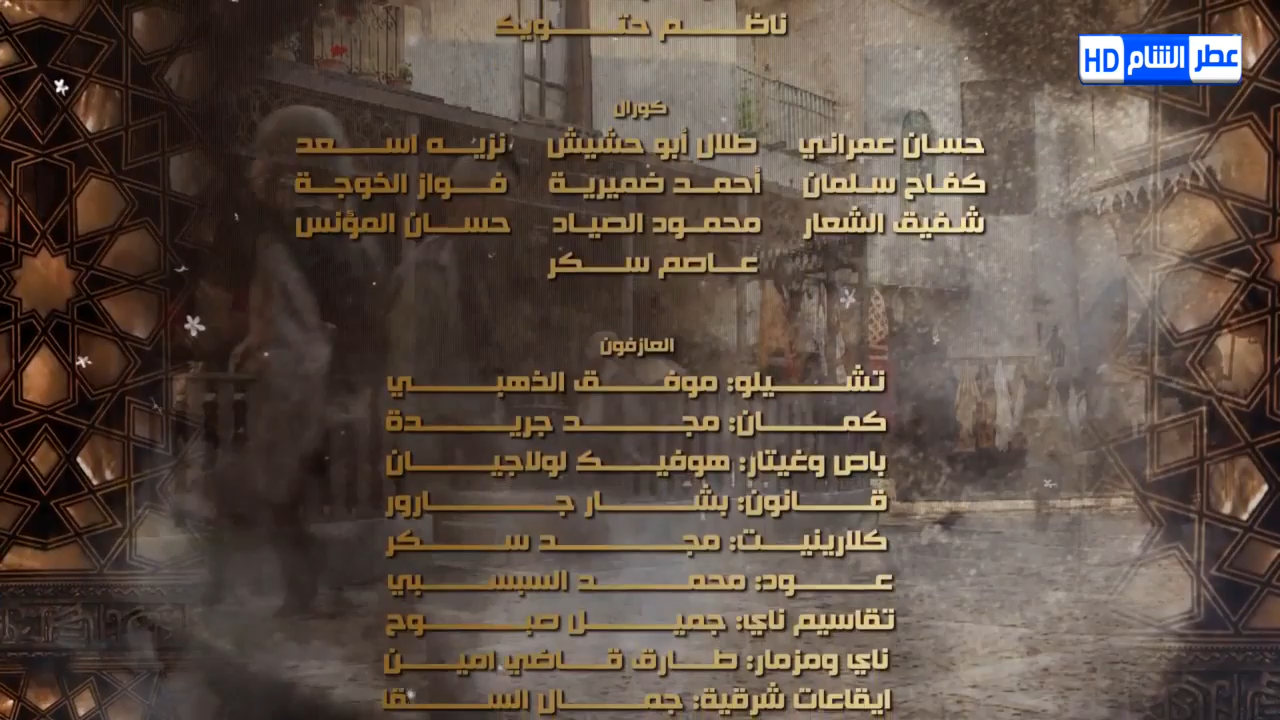 ناظم حتويك
عطر الشام HD
كورال
حسان عمراني طلال أبو حشيش نزيه اسعد
كفاح سلمان أحمد ضميرية فواز الخوجة
شفيق الشعار محمود الصياد حسان المؤنس
عاصم سكر
العازفون
تشيلو: موفق الذهبي
كمان: مجد جريدة
باص وغيتار: هوفيك لولاجيان
قانون: بشار جارور
كلارينيت: مجد سكر
عود: محمد السبسبي
تقاسيم ناي: جميل صبوح
ناي ومزمار: طارق قاضي امين
ايقاعات شرقية: جمال السقا